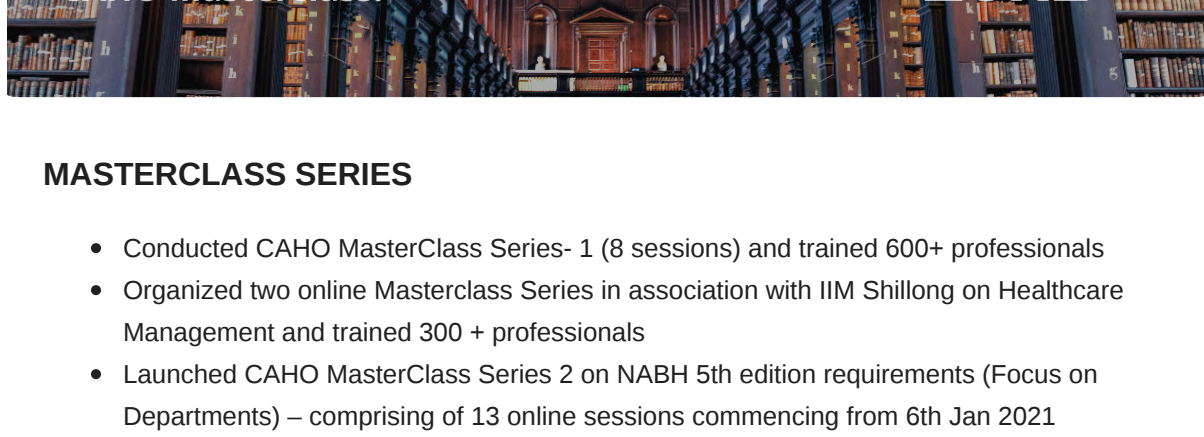 MASTERCLASS SERIES
• Conducted CAHO MasterClass Series- 1 (8 sessions) and trained 600+ professionals
• Organized two online Masterclass Series in association with IIM Shillong on Healthcare
Management and trained 300 + professionals
• Launched CAHO MasterClass Series 2 on NABH 5th edition requirements (Focus on
Departments) – comprising of 13 online sessions commencing from 6th Jan 2021